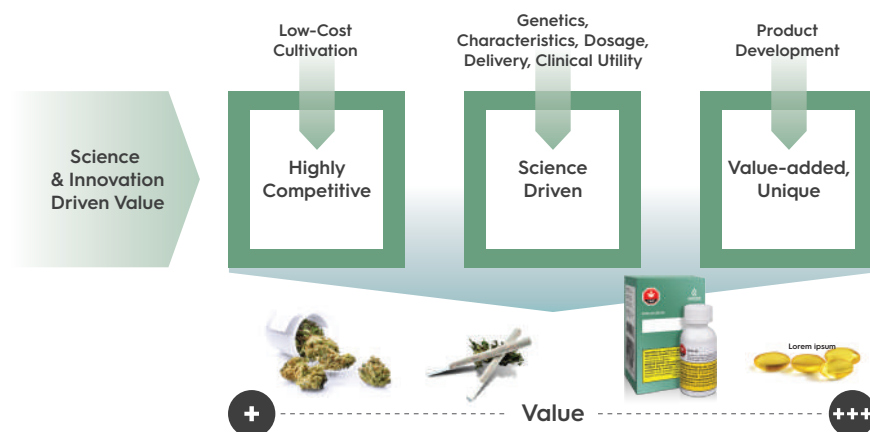 Low-Cost
Cultivation
Genetics,
Characteristics, Dosage,
Delivery, Clinical Utility
Product
Development
Science
& Innovation
Driven Value
Highly
Competitive
Science
Driven
Value-added,
Unique
Lorem ipsum
+
Value
+++